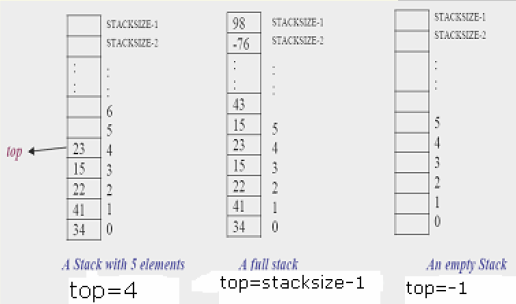 STACKSIZE-1
STACKSIZE-2
:
:
:
:
6
5
top
23 4
15 3
22 2
41 1
34 0
A Stack with 5 elements
top=4
98 STACKSIZE-1
-76 STACKSIZE-2
:
:
:
:
43
15 5
23 4
15 3
22 2
41 1
34 0
A full stack
top=stacksize-1
STACKSIZE-1
STACKSIZE-2
:
:
:
:
5
4
3
2
1
0
An empty Stack
top=-1